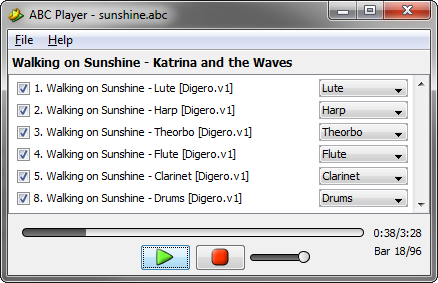 ABC Player - sunshine.abc
File Help
Walking on Sunshine - Katrina and the Waves
1. Walking on Sunshine - Lute [Digero.v1] Lute
2. Walking on Sunshine - Harp [Digero.v1] Harp
3. Walking on Sunshine - Theorbo [Digero.v1] Theorbo
4. Walking on Sunshine - Flute [Digero.v1] Flute
5. Walking on Sunshine - Clarinet [Digero.v1] Clarinet
8. Walking on Sunshine - Drums [Digero.v1] Drums
0:38/3:28
Bar 18/96